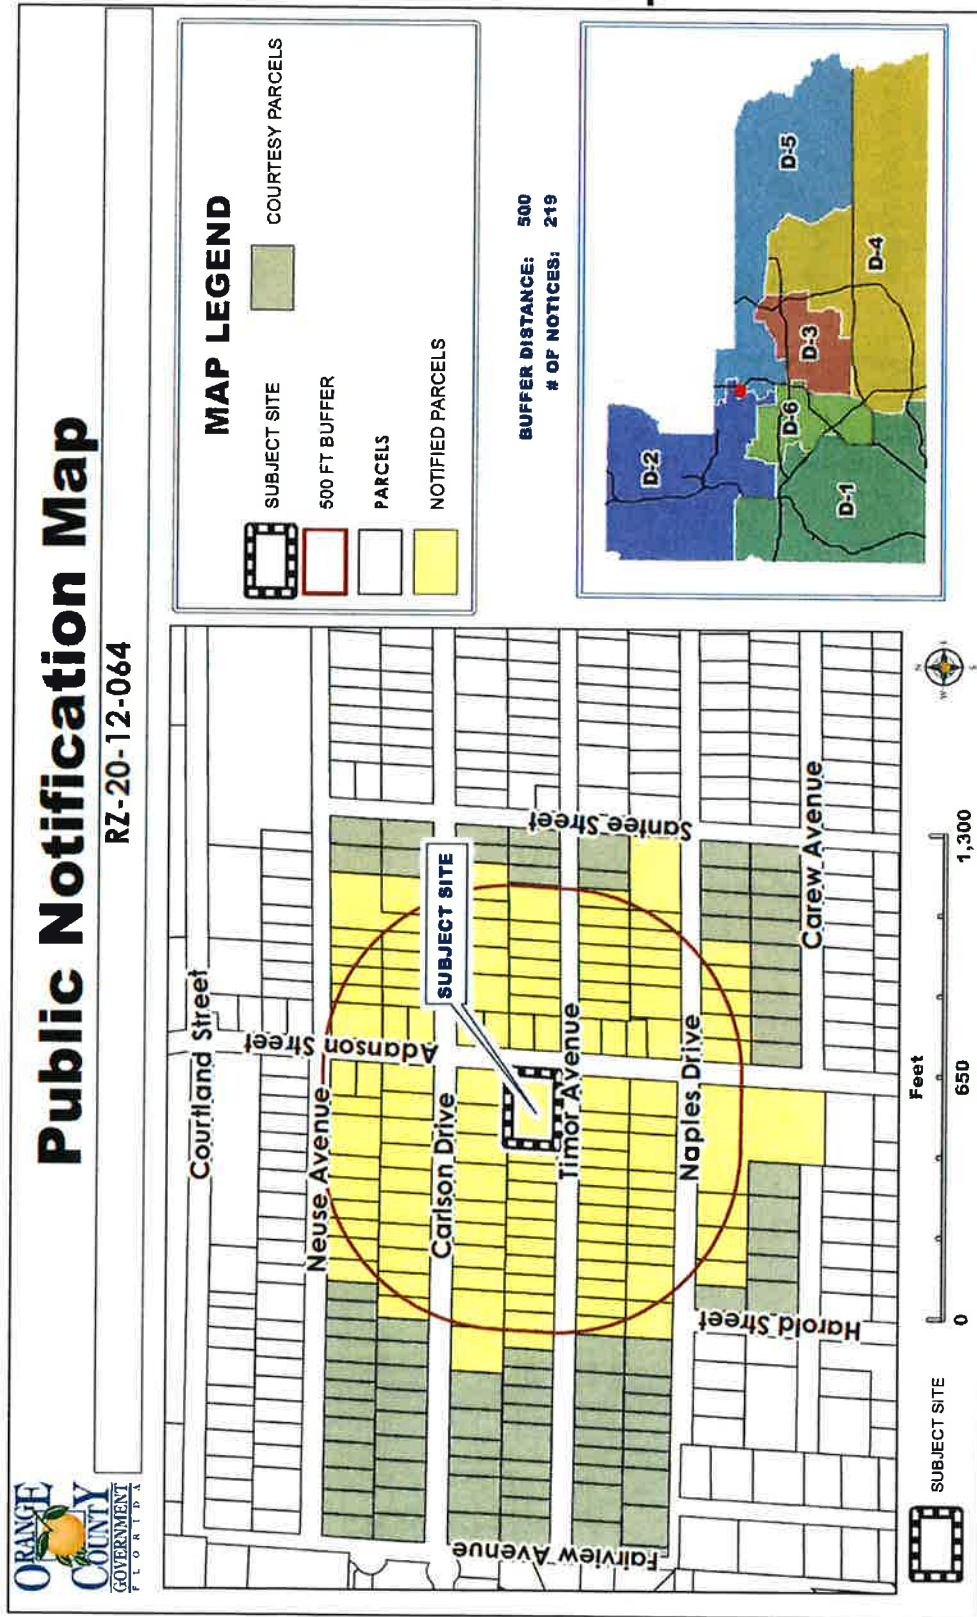 Public Notification Map
RZ-20-12-064
ORANGE
COUNTY
GOVERNMENT
FLORIDA
Courtland Street
Neuse Avenue
Adanson Street
Carlson Drive
SUBJECT SITE
Timor Avenue
Santee Street
Naples Drive
Carew Avenue
Harold Street
Fairview Avenue
MAP LEGEND
SUBJECT SITE
COURTESY PARCELS
500 FT BUFFER
PARCELS
NOTIFIED PARCELS
BUFFER DISTANCE: 500
# OF NOTICES: 219
D-2
D-5
D-6
D-3
D-1
D-4
SUBJECT SITE
Feet
0 650 1,300
N
W E
S